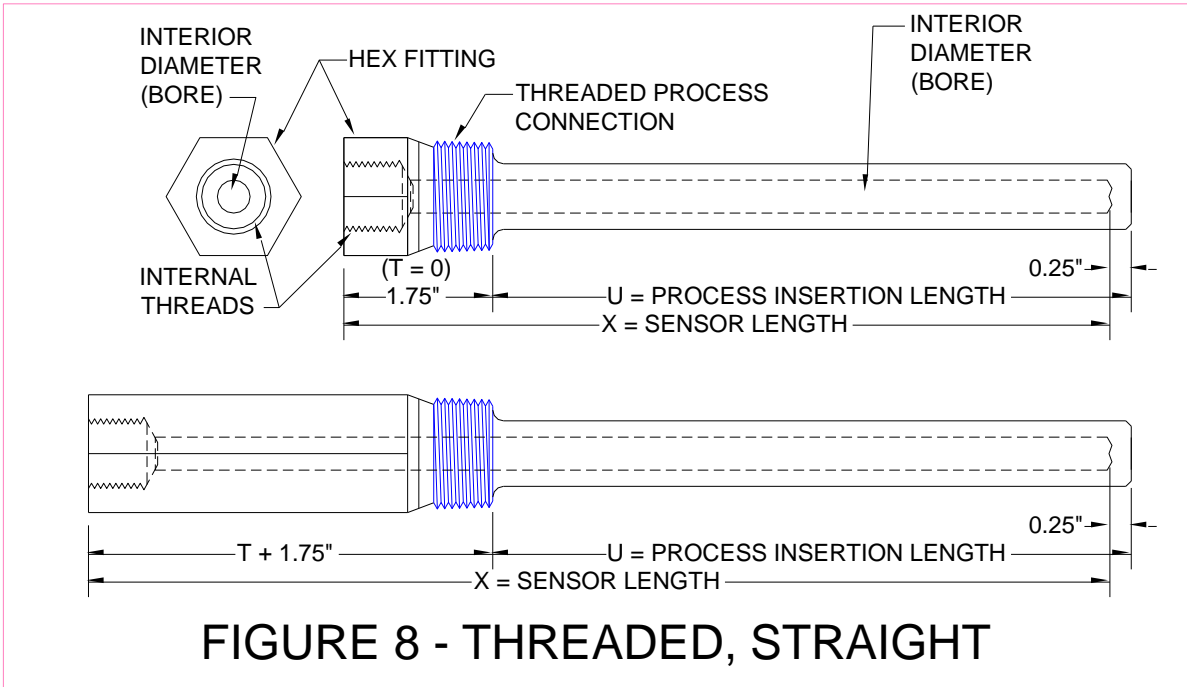 INTERIOR
DIAMETER
(BORE)
HEX FITTING
THREADED PROCESS
CONNECTION
INTERIOR
DIAMETER
(BORE)
INTERNAL
THREADS
(T = 0)
1.75"
0.25"
U = PROCESS INSERTION LENGTH
X = SENSOR LENGTH
0.25"
T + 1.75"
U = PROCESS INSERTION LENGTH
X = SENSOR LENGTH
FIGURE 8 - THREADED, STRAIGHT